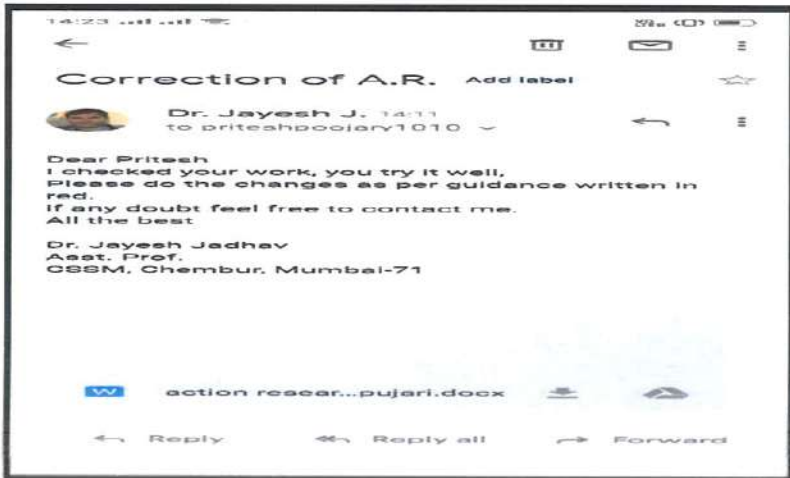 14:23
Correction of A.R. Add label
Dr. Jayesh J. 14:11
to priteshpoojary1010
Dear Pritesh
I checked your work, you try it well,
Please do the changes as per guidance written in
red.
If any doubt feel free to contact me.
All the best
Dr. Jayesh Jadhav
Asst. Prof.
CSSM, Chembur, Mumbai-71
W action resear...pujari.docx
Reply Reply all Forward